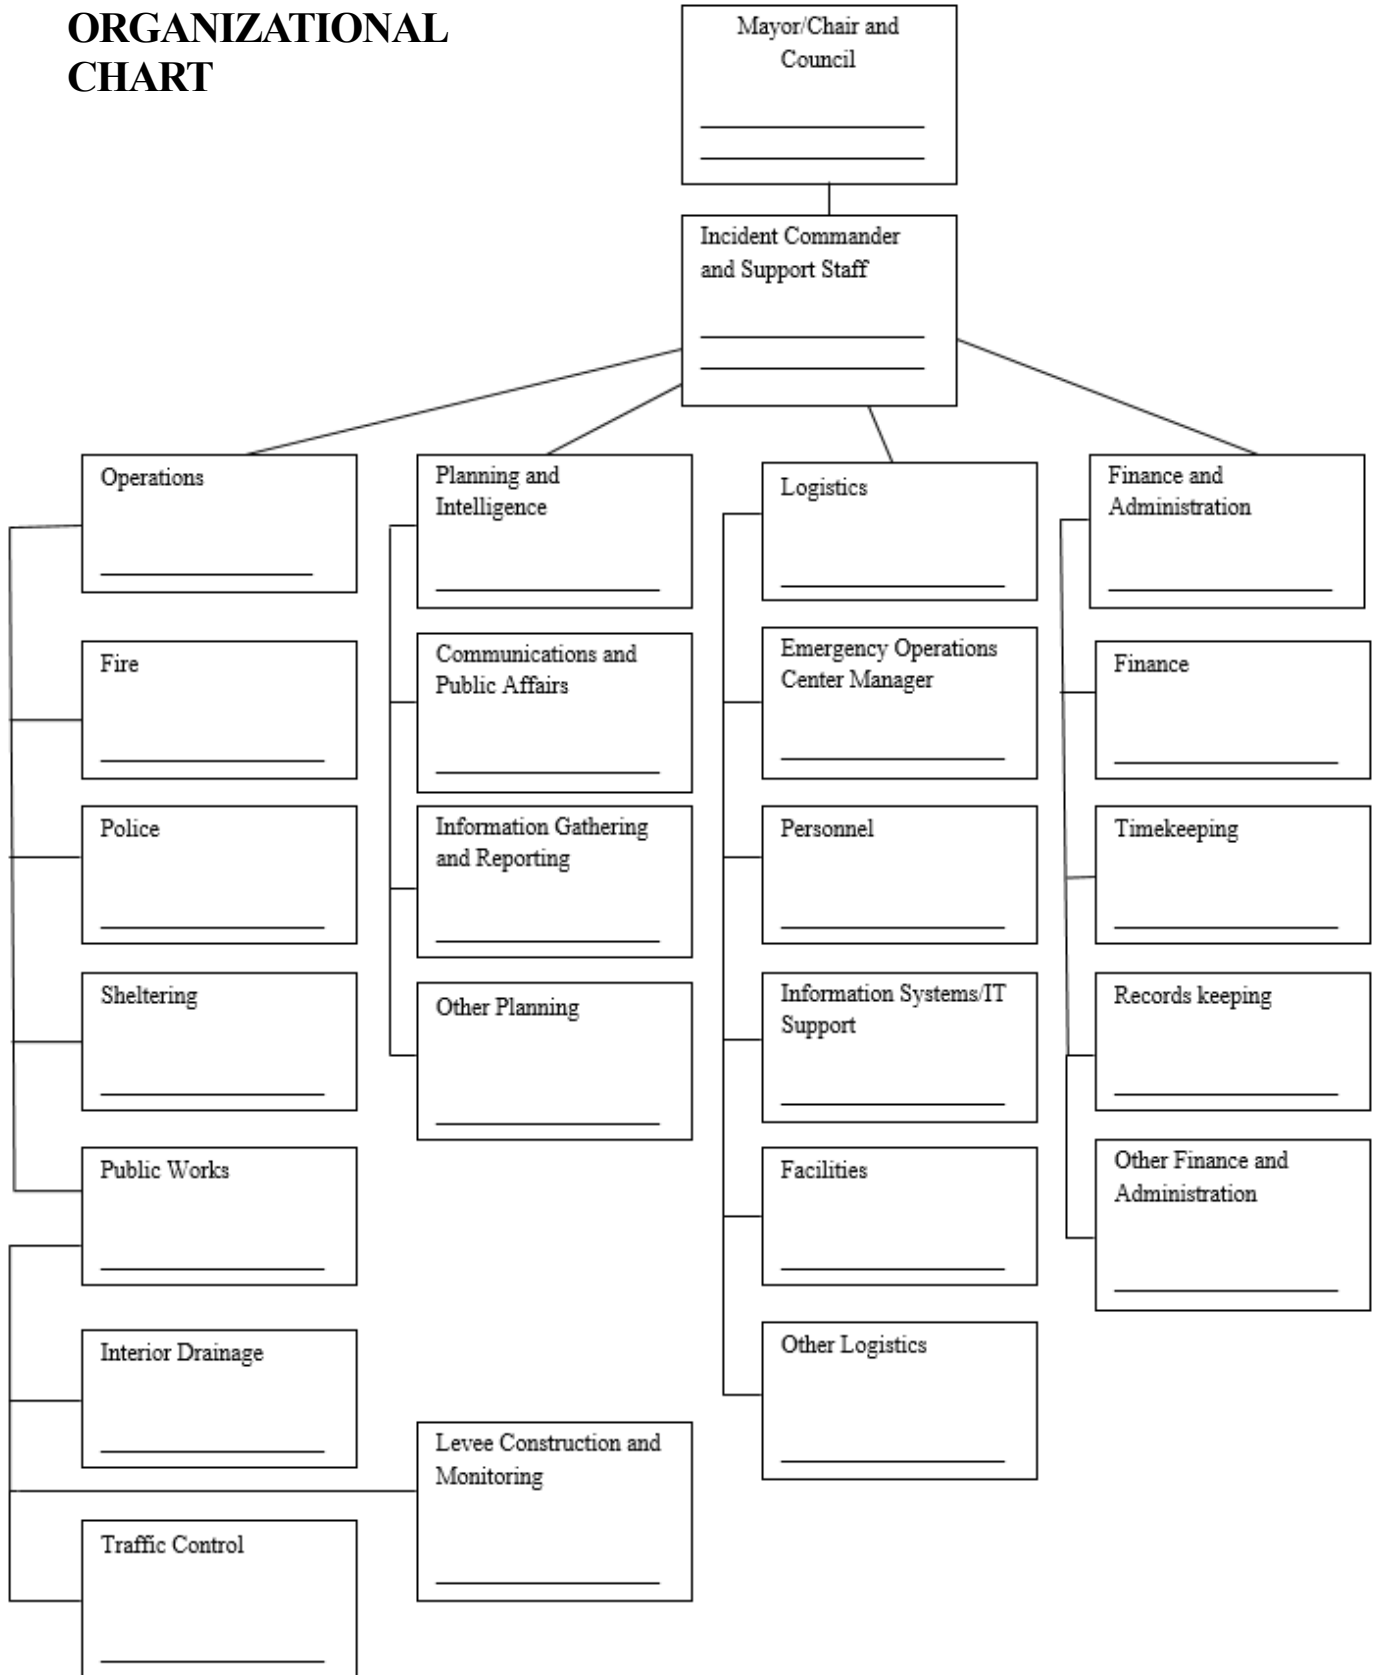 ORGANIZATIONAL
CHART
Mayor/Chair and
Council
Incident Commander
and Support Staff
Operations
Planning and
Intelligence
Logistics
Finance and
Administration
Fire
Communications and
Public Affairs
Emergency Operations
Center Manager
Finance
Police
Information Gathering
and Reporting
Personnel
Timekeeping
Sheltering
Other Planning
Information Systems/IT
Support
Records keeping
Public Works
Facilities
Other Finance and
Administration
Interior Drainage
Other Logistics
Levee Construction and
Monitoring
Traffic Control